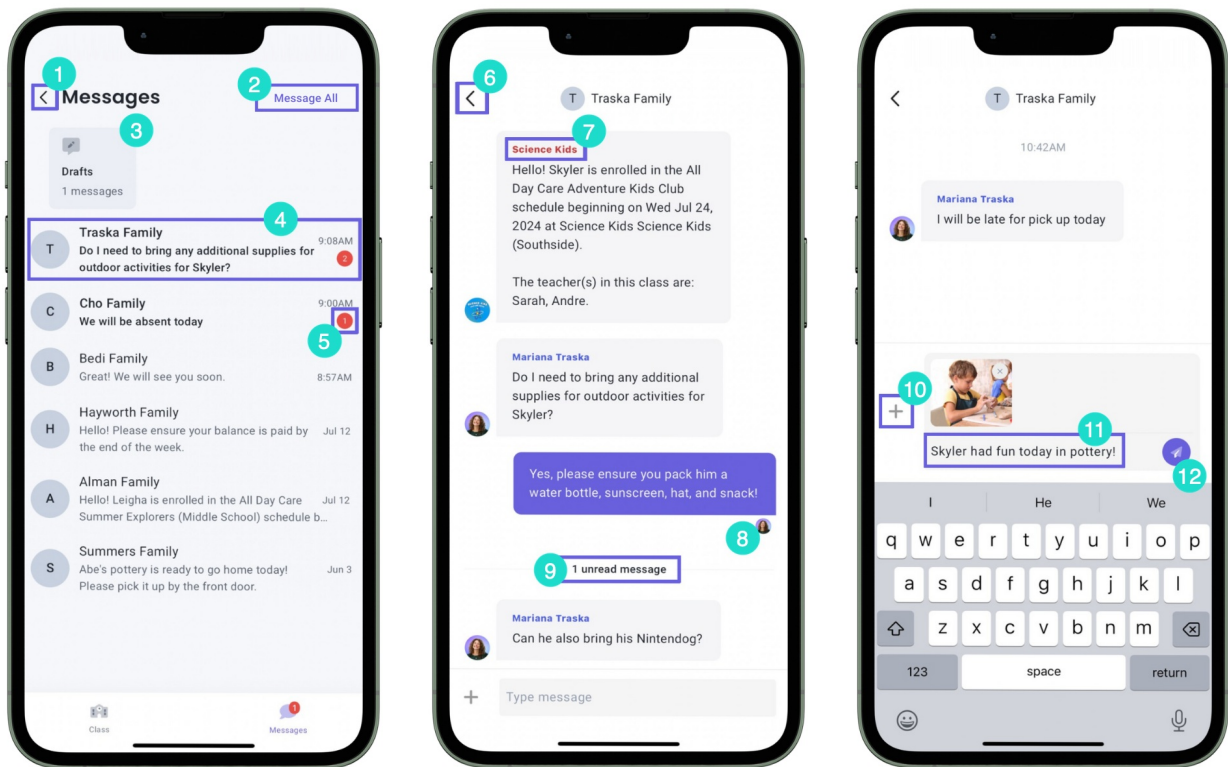 1
2
< Messages
Message All
3
Drafts
1 messages
4
T
Traska Family
9:08AM
Do I need to bring any additional supplies for
outdoor activities for Skyler?
2
C
Cho Family
9:00AM
We will be absent today
1
5
B
Bedi Family
Great! We will see you soon.
8:57AM
H
Hayworth Family
Hello! Please ensure your balance is paid by
Jul 12
the end of the week.
A
Alman Family
Hello! Leigha is enrolled in the All Day Care
Jul 12
Summer Explorers (Middle School) schedule b...
S
Summers Family
Abe's pottery is ready to go home today!
Jun 3
Please pick it up by the front door.
Class
1
Messages
6
T Traska Family
7
Science Kids
Hello! Skyler is enrolled in the All
Day Care Adventure Kids Club
schedule beginning on Wed Jul 24,
2024 at Science Kids Science Kids
(Southside).
The teacher(s) in this class are:
Sarah, Andre.
Mariana Traska
Do I need to bring any additional
supplies for outdoor activities for
Skyler?
Yes, please ensure you pack him a
water bottle, sunscreen, hat, and snack!
8
9
1 unread message
Mariana Traska
Can he also bring his Nintendog?
+ Type message
T Traska Family
10:42AM
Mariana Traska
I will be late for pick up today
10
+
11
Skyler had fun today in pottery!
12
I He We
q w e r t y u i o p
a s d f g h j k l
z x c v b n m
123 space return